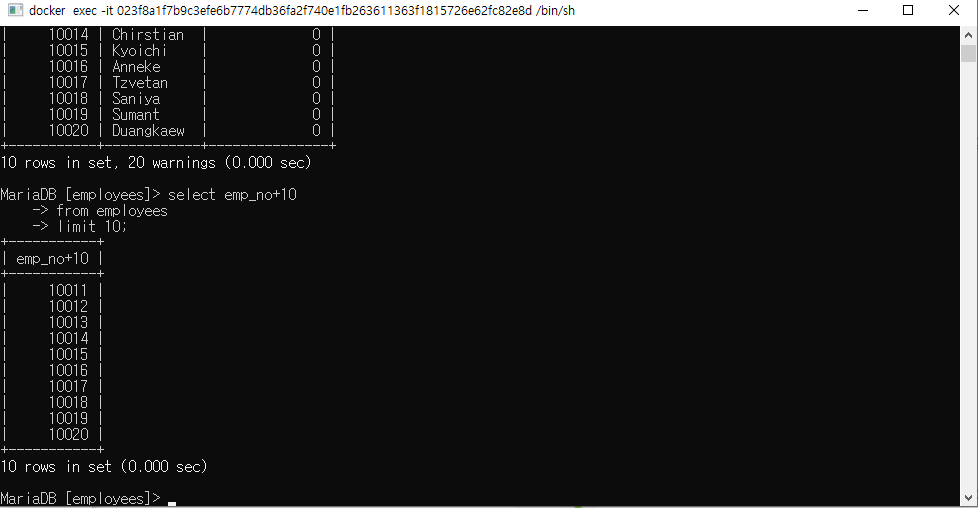 docker exec -it 023f8a1f7b9c3efe6b7774db36fa2f740e1fb263611363f1815726e62fc82e8d /bin/sh
|     10014 | Chirstian  |             0 |
|     10015 | Kyoichi    |             0 |
|     10016 | Anneke     |             0 |
|     10017 | Tzvetan    |             0 |
|     10018 | Saniya     |             0 |
|     10019 | Sumant     |             0 |
|     10020 | Duangkaew  |             0 |
+-----------+------------+---------------+
10 rows in set, 20 warnings (0.000 sec)
MariaDB [employees]> select emp_no+10
    -> from employees
    -> limit 10;
+-----------+
| emp_no+10 |
+-----------+
|     10011 |
|     10012 |
|     10013 |
|     10014 |
|     10015 |
|     10016 |
|     10017 |
|     10018 |
|     10019 |
|     10020 |
+-----------+
10 rows in set (0.000 sec)
MariaDB [employees]> _